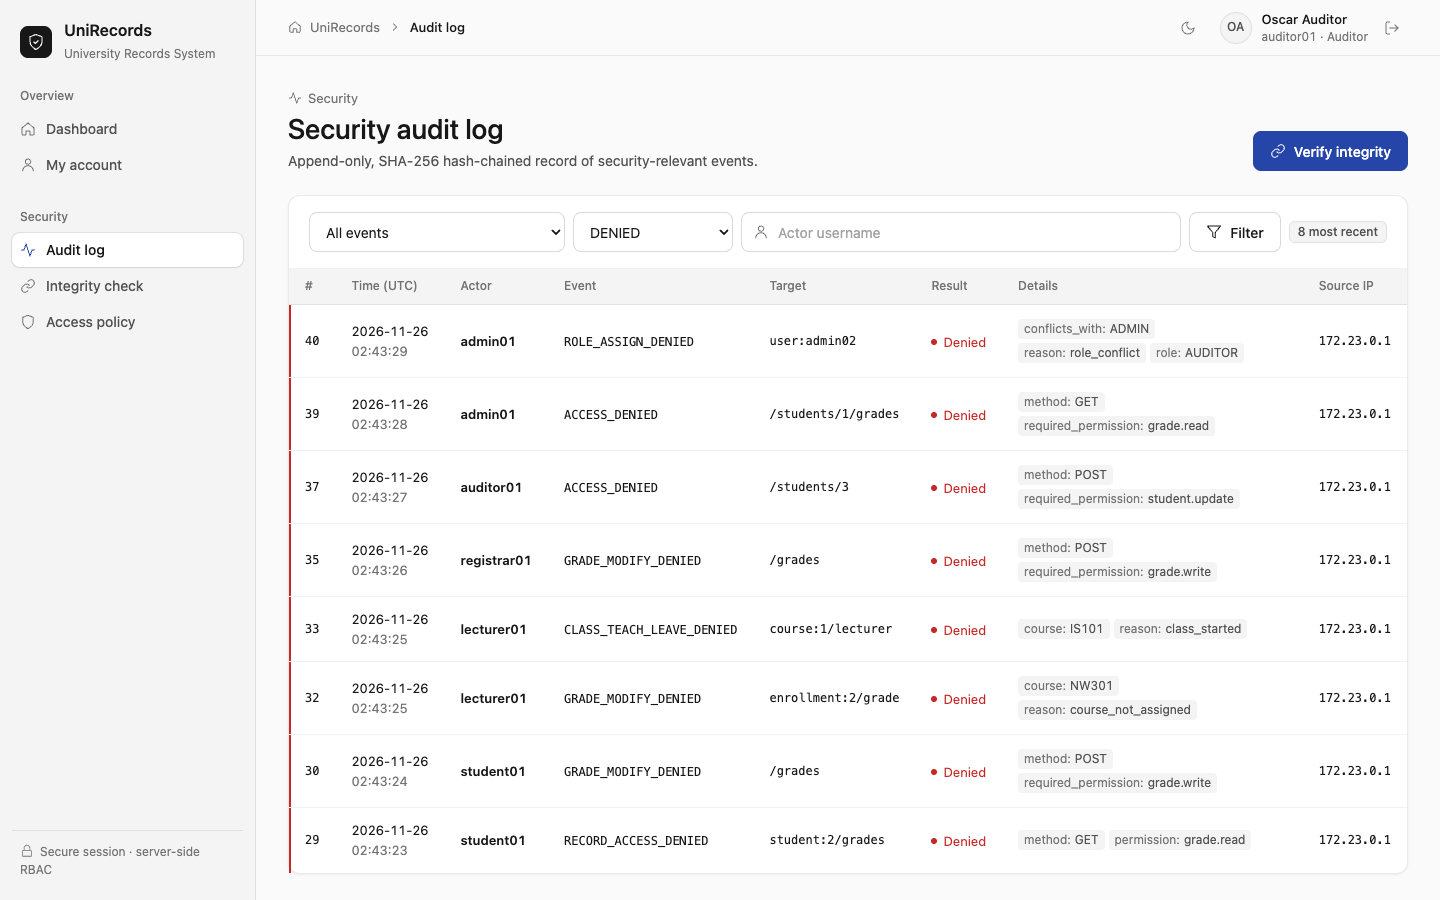 UniRecords
University Records System
Overview
Dashboard
My account
Security
Audit log
Integrity check
Access policy
Secure session · server-side
RBAC
UniRecords > Audit log
OA
Oscar Auditor
auditor01 · Auditor
Security
Security audit log
Append-only, SHA-256 hash-chained record of security-relevant events.
Verify integrity
All events
DENIED
Actor username
Filter
8 most recent
# Time (UTC) Actor Event Target Result Details Source IP
40 2026-11-26 02:43:29 admin01 ROLE_ASSIGN_DENIED user:admin02 Denied conflicts_with: ADMIN reason: role_conflict role: AUDITOR 172.23.0.1
39 2026-11-26 02:43:28 admin01 ACCESS_DENIED /students/1/grades Denied method: GET required_permission: grade.read 172.23.0.1
37 2026-11-26 02:43:27 auditor01 ACCESS_DENIED /students/3 Denied method: POST required_permission: student.update 172.23.0.1
35 2026-11-26 02:43:26 registrar01 GRADE_MODIFY_DENIED /grades Denied method: POST required_permission: grade.write 172.23.0.1
33 2026-11-26 02:43:25 lecturer01 CLASS_TEACH_LEAVE_DENIED course:1/lecturer Denied course: IS101 reason: class_started 172.23.0.1
32 2026-11-26 02:43:25 lecturer01 GRADE_MODIFY_DENIED enrollment:2/grade Denied course: NW301 reason: course_not_assigned 172.23.0.1
30 2026-11-26 02:43:24 student01 GRADE_MODIFY_DENIED /grades Denied method: POST required_permission: grade.write 172.23.0.1
29 2026-11-26 02:43:23 student01 RECORD_ACCESS_DENIED student:2/grades Denied method: GET permission: grade.read 172.23.0.1